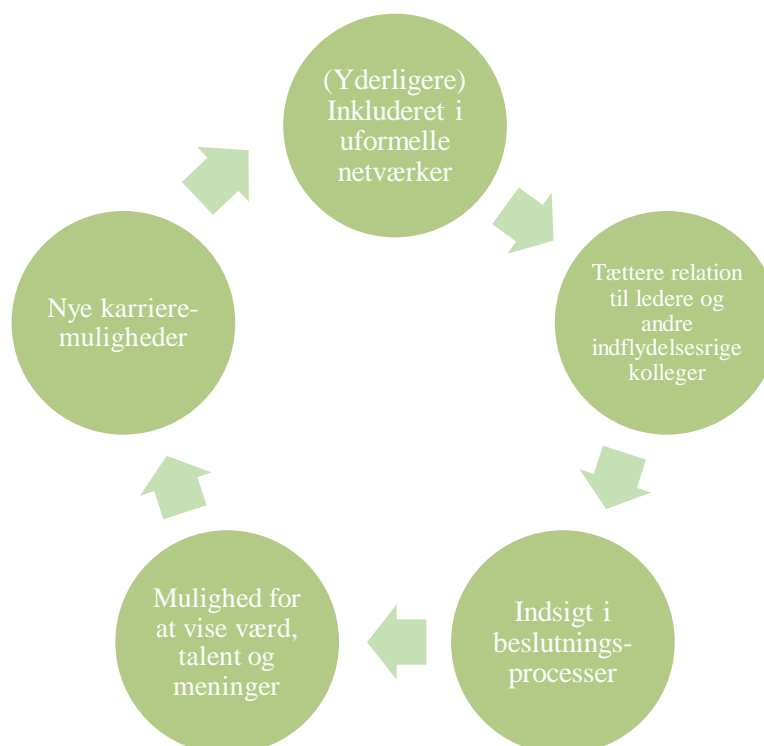 (Yderligere)
Inkluderet i
uformelle
netværker
Tættere relation
til ledere og
andre
indflydelsesrige
kolleger
Indsigt i
beslutnings-
processer
Mulighed for
at vise værd,
talent og
meninger
Nye karriere-
muligheder